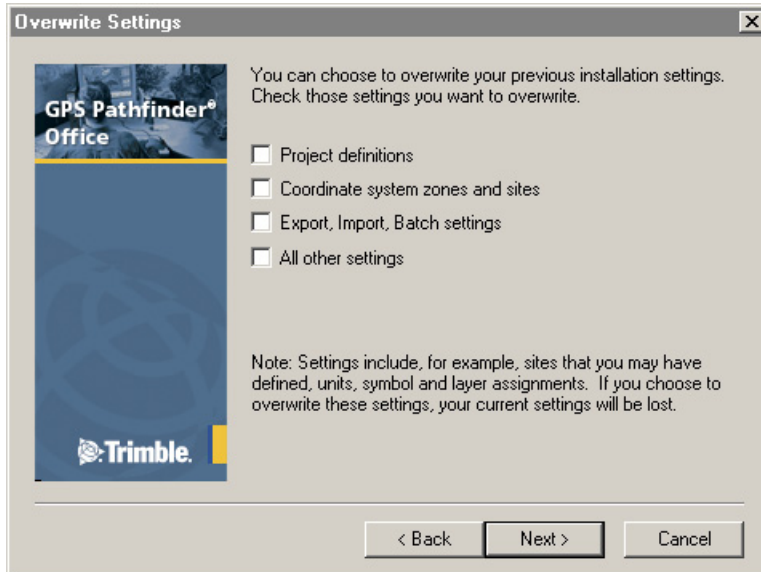 Overwrite Settings
GPS Pathfinder®
Office
You can choose to overwrite your previous installation settings.
Check those settings you want to overwrite.
Project definitions
Coordinate system zones and sites
Export, Import, Batch settings
All other settings
Note: Settings include, for example, sites that you may have
defined, units, symbol and layer assignments. If you choose to
overwrite these settings, your current settings will be lost.
Trimble.
< Back
Next >
Cancel